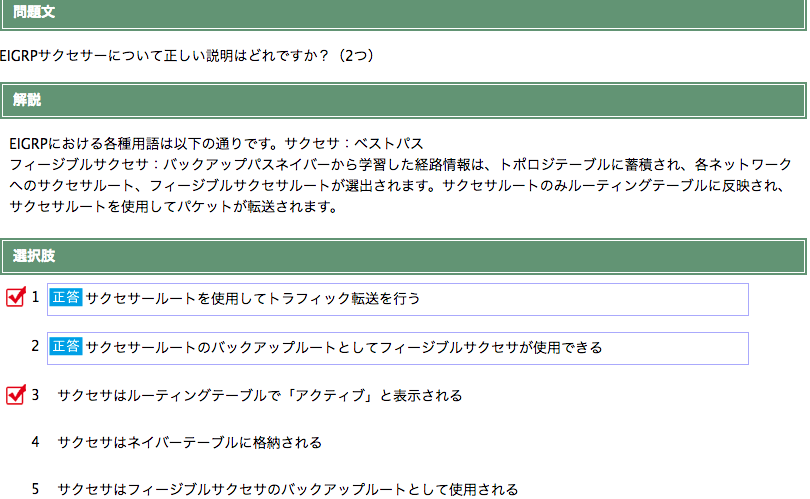 問題文
EIGRPサクセサーについて正しい説明はどれですか？（2つ）
解説
EIGRPにおける各種用語は以下の通りです。サクセサ：ベストパス
フィージブルサクセサ：バックアップパスネイバーから学習した経路情報は、トポロジテーブルに蓄積され、各ネットワーク
へのサクセサルート、フィージブルサクセサルートが選出されます。サクセサルートのみルーティングテーブルに反映され、
サクセサルートを使用してパケットが転送されます。
選択肢
1 正答 サクセサールートを使用してトラフィック転送を行う
2 正答 サクセサールートのバックアップルートとしてフィージブルサクセサが使用できる
3 サクセサはルーティングテーブルで「アクティブ」と表示される
4 サクセサはネイバーテーブルに格納される
5 サクセサはフィージブルサクセサのバックアップルートとして使用される